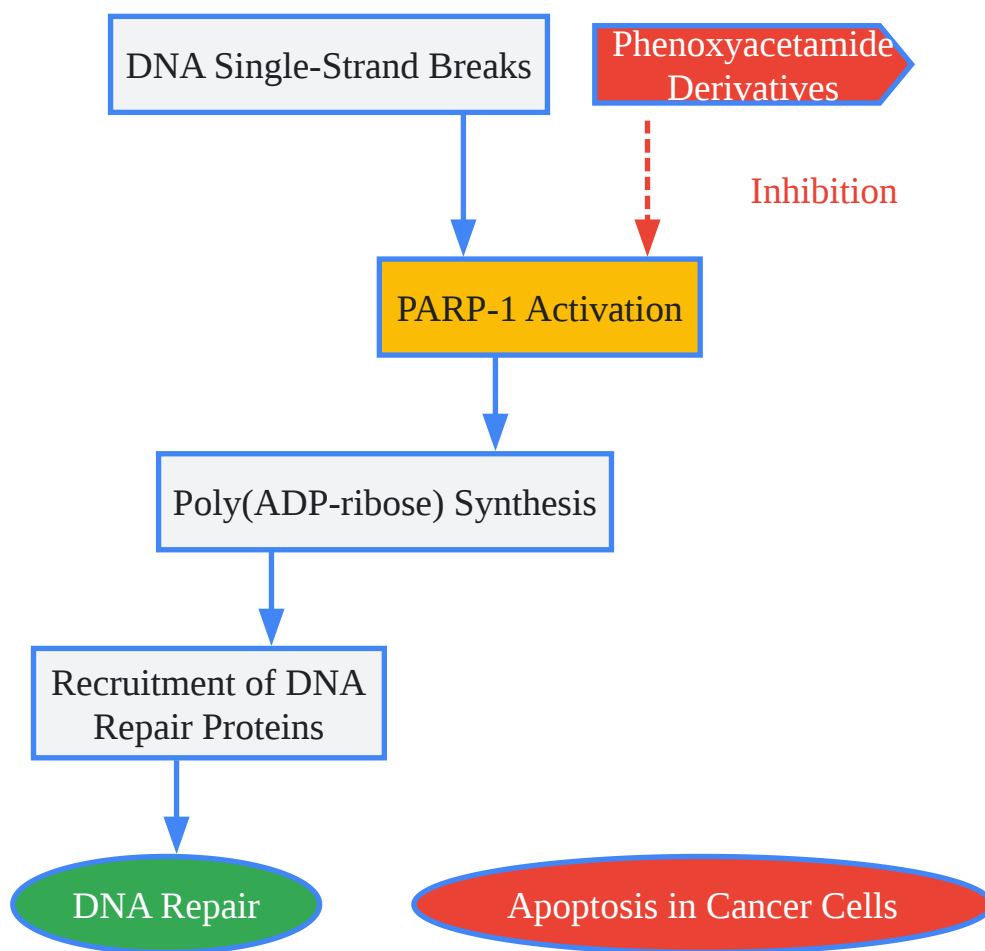 DNA Single-Strand Breaks
Phenoxyacetamide
Derivatives
Inhibition
PARP-1 Activation
Poly(ADP-ribose) Synthesis
Recruitment of DNA
Repair Proteins
DNA Repair
Apoptosis in Cancer Cells